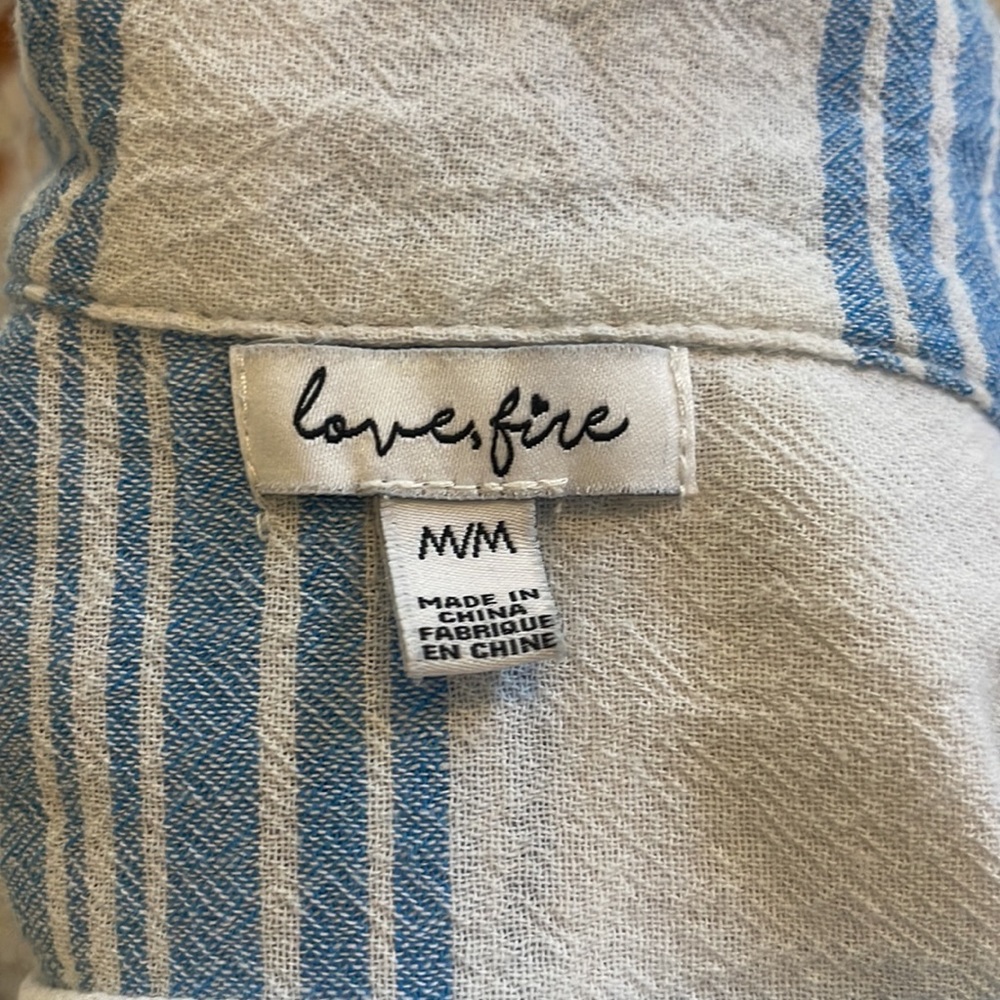 love, fire
M/M
MADE IN
CHINA
FABRIQUE
EN CHINE